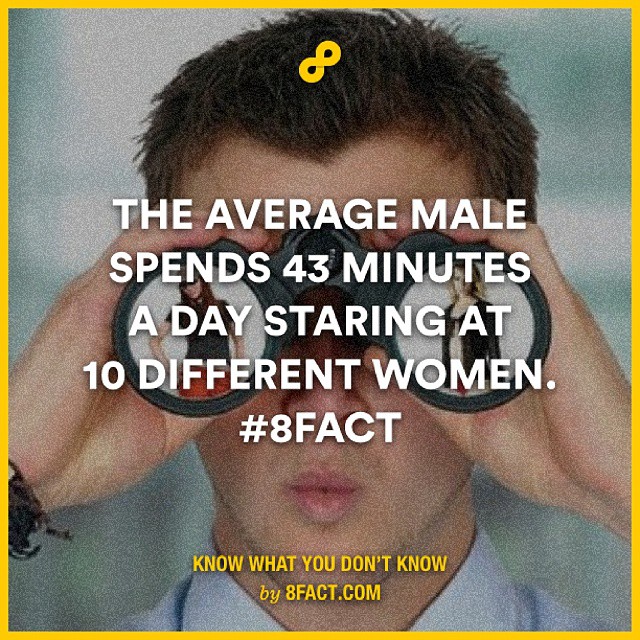 THE AVERAGE MALE
SPENDS 43 MINUTES
A DAY STARING AT
10 DIFFERENT WOMEN.
#8FACT
KNOW WHAT YOU DON'T KNOW
by 8FACT.COM